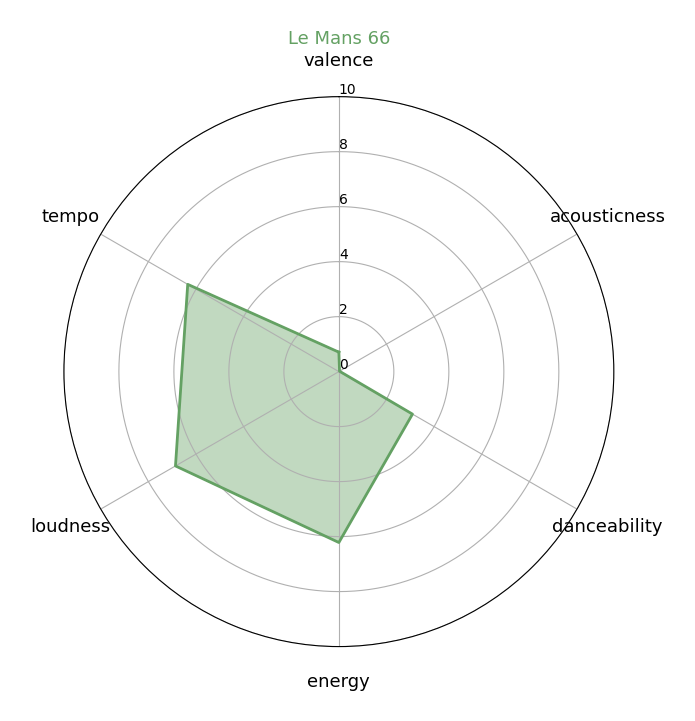 Le Mans 66
valence
10
8
6
4
2
0
tempo
acousticness
loudness
danceability
energy